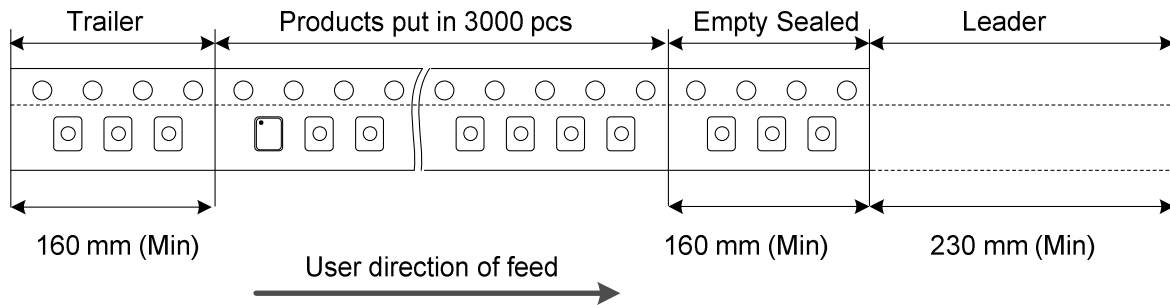 Trailer
Products put in 3000 pcs
Empty Sealed
Leader
160 mm (Min)
160 mm (Min)
230 mm (Min)
User direction of feed